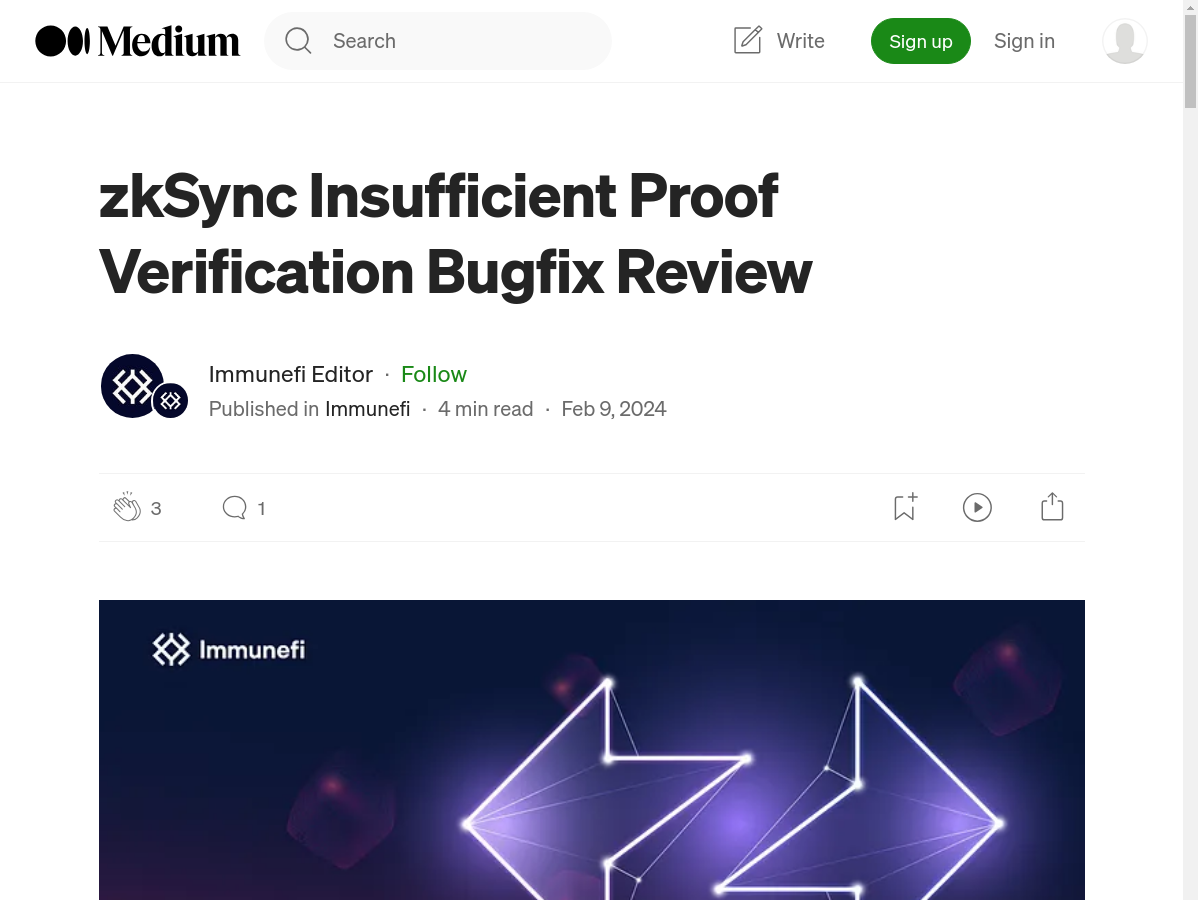 Medium
Search
Write
Sign up
Sign in
zkSync Insufficient Proof
Verification Bugfix Review
Immunefi Editor · Follow
Published in Immunefi · 4 min read · Feb 9, 2024
3
1
Immunefi